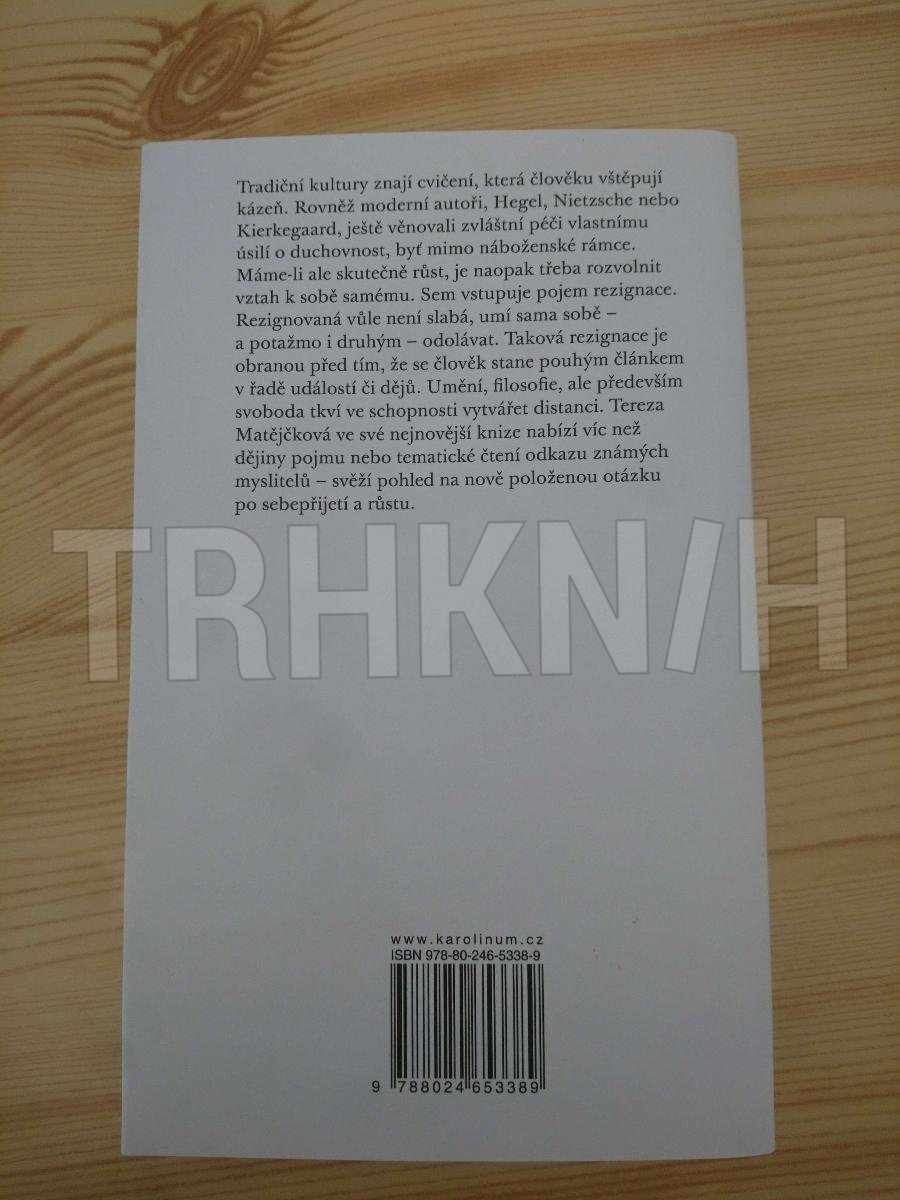 Tradiční kultury znají cvičení, která člověku vštěpují
kázeň. Rovněž moderní autoři, Hegel, Nietzsche nebo
Kierkegaard, ještě věnovali zvláštní péči vlastnímu
úsilí o duchovnost, byť mimo náboženské rámce.
Máme-li ale skutečně růst, je naopak třeba rozvolnit
vztah k sobě samému. Sem vstupuje pojem rezignace.
Rezignovaná vůle není slabá, umí sama sobě –
a potažmo i druhým – odolávat. Taková rezignace je
obranou před tím, že se člověk stane pouhým článkem
v řadě událostí či dějů. Umění, filosofie, ale především
svoboda tkví ve schopnosti vytvářet distanci. Tereza
Matějčková ve své nejnovější knize nabízí víc než
dějiny pojmu nebo tematické čtení odkazu známých
myslitelů – svěží pohled na nově položenou otázku
po sebepřijetí a růstu.
TRHKNIH
www.karolinum.cz
ISBN 978-80-246-5338-9
9 788024 653389